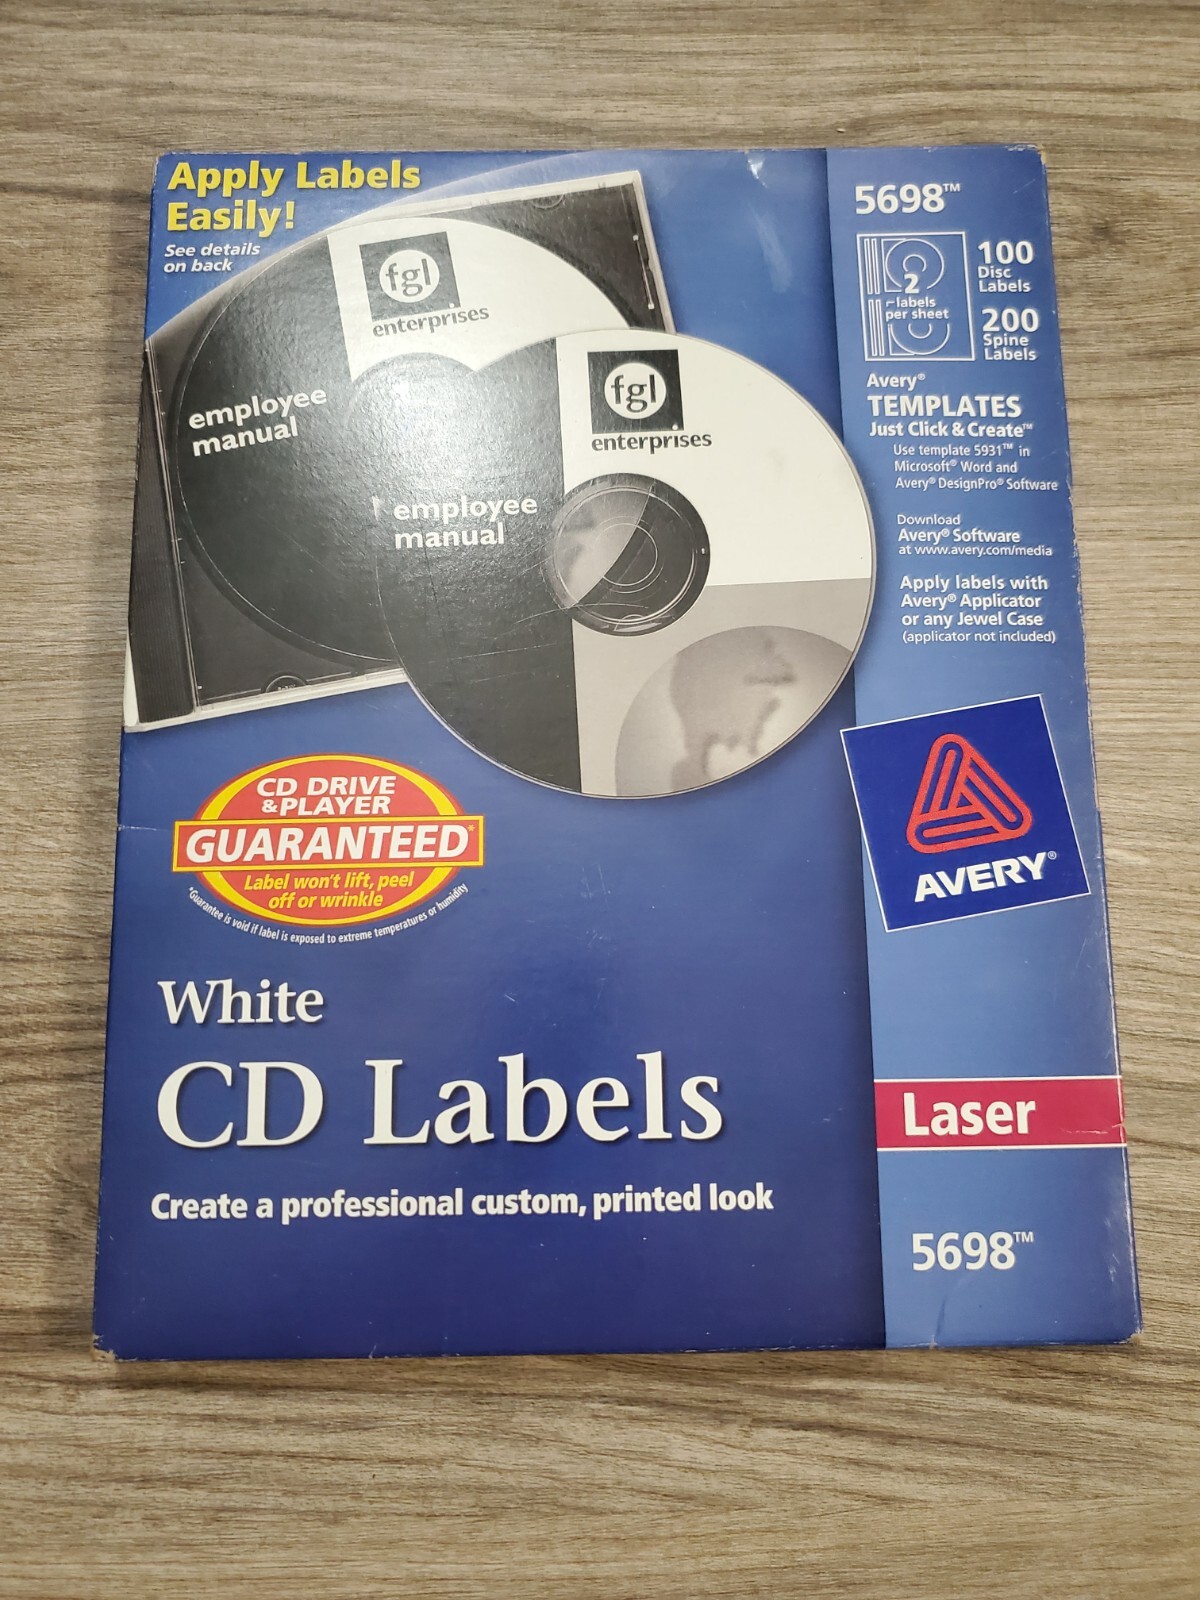 Apply Labels
Easily!
See details
on back
fgl
enterprises
employee
manual
fgl
enterprises
employee
manual
5698™
2
labels
per sheet
100
Disc
Labels
200
Spine
Labels
Avery®
TEMPLATES
Just Click & Create™
Use template 5931™ in
Microsoft® Word and
Avery® DesignPro® Software
Download
Avery® Software
at www.avery.com/media
Apply labels with
Avery® Applicator
or any Jewel Case
(applicator not included)
AVERY®
CD DRIVE
& PLAYER
GUARANTEED*
Label won't lift, peel
off or wrinkle
*Guarantee is void if label is exposed to extreme temperatures or humidity
White
CD Labels
Create a professional custom, printed look
Laser
5698™